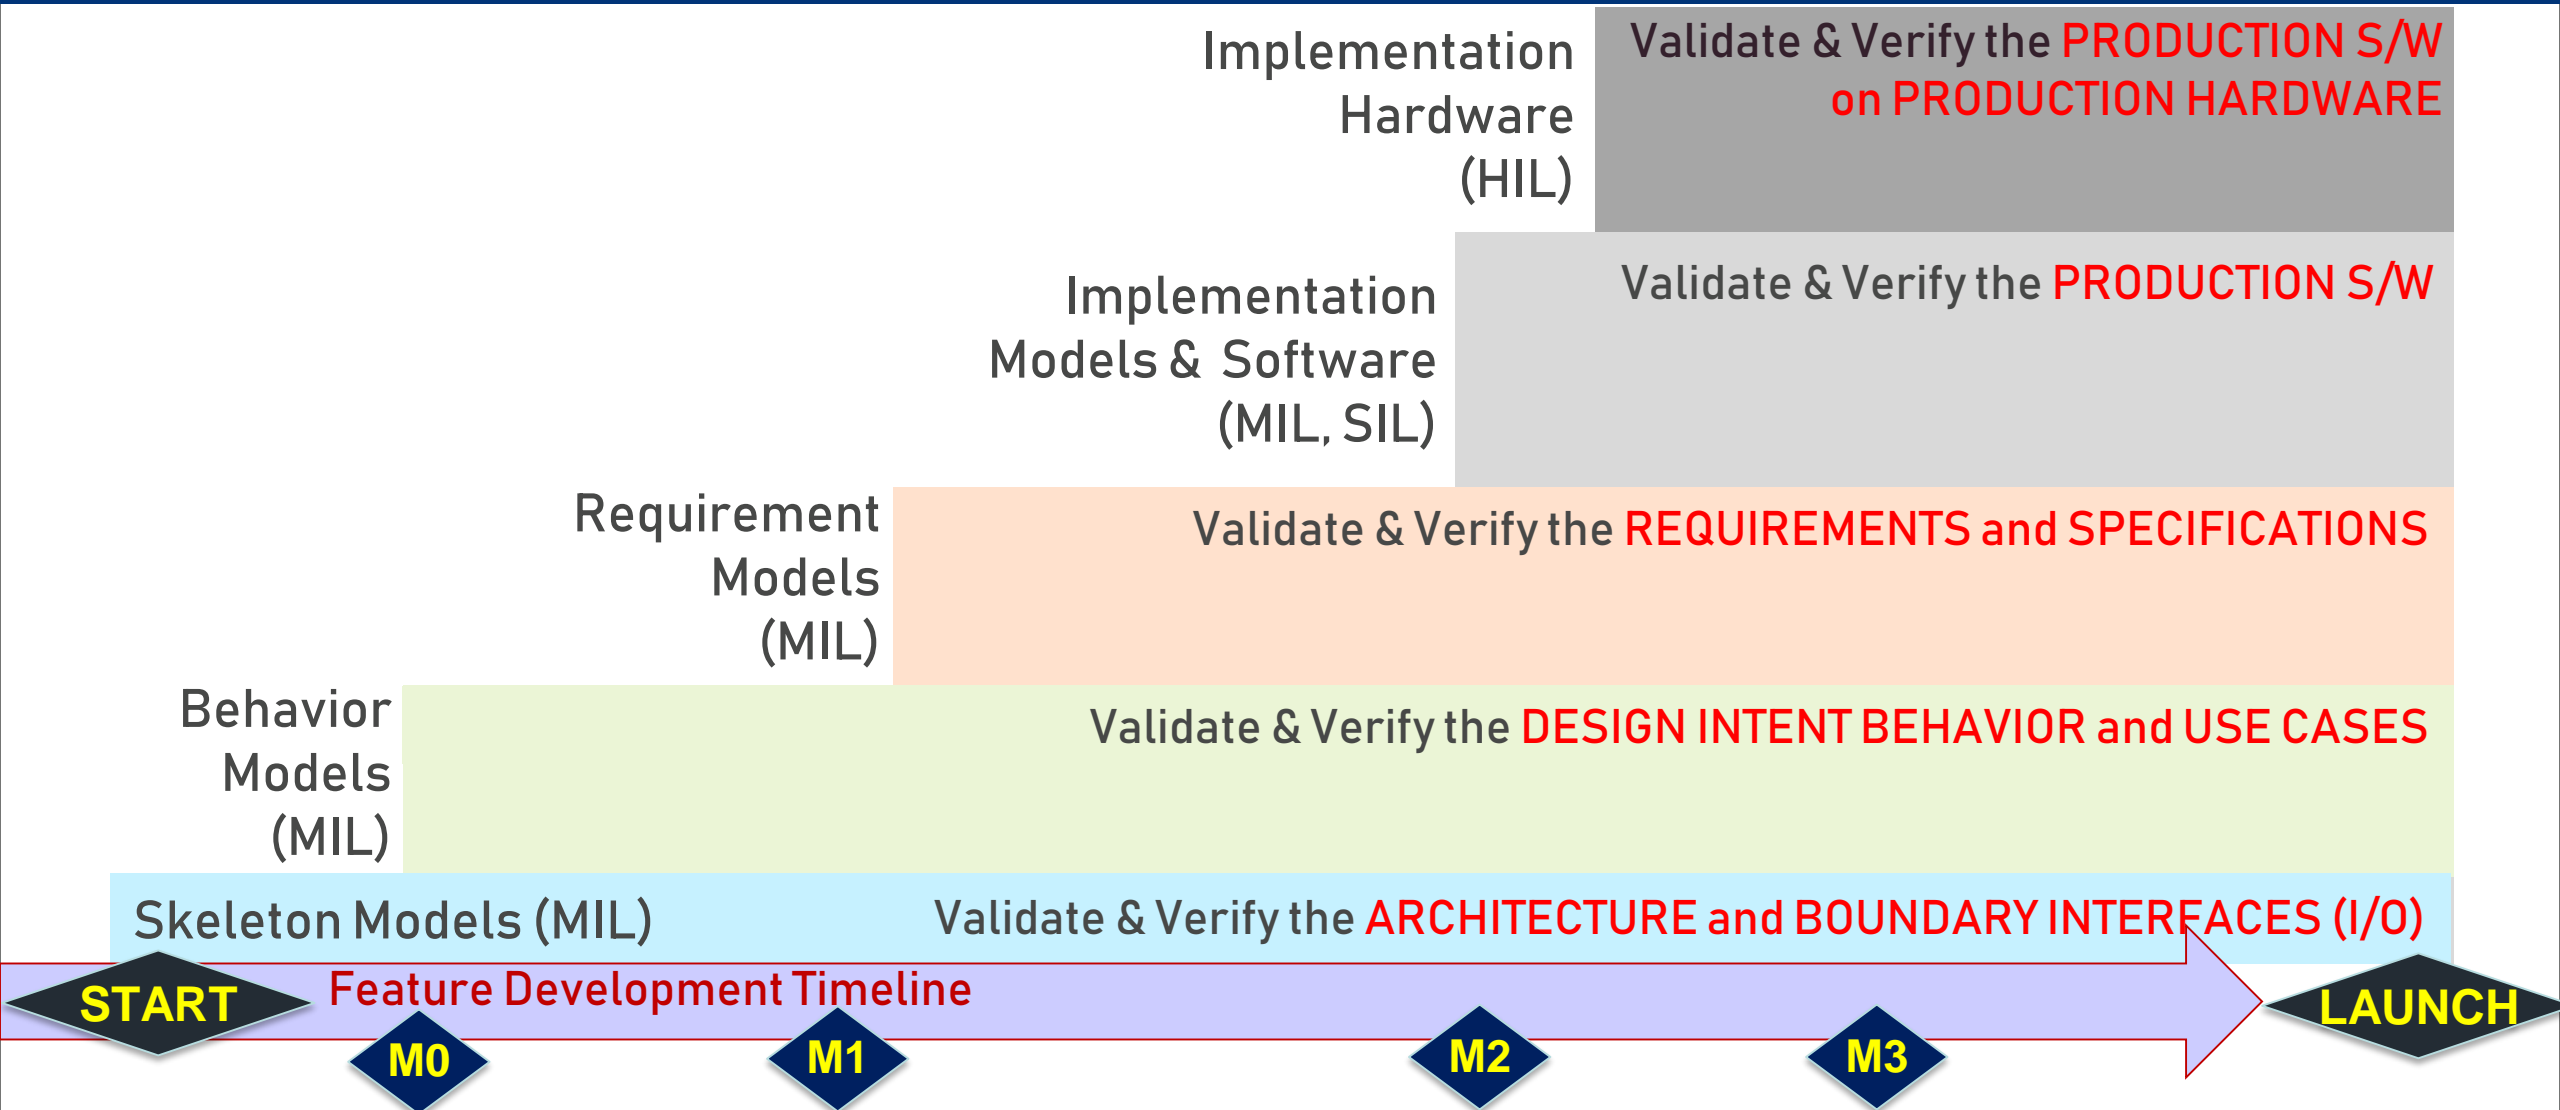 Implementation
Hardware
(HIL)
Validate & Verify the PRODUCTION S/W
on PRODUCTION HARDWARE
Implementation
Models & Software
(MIL, SIL)
Validate & Verify the PRODUCTION S/W
Requirement
Models
(MIL)
Validate & Verify the REQUIREMENTS and SPECIFICATIONS
Behavior
Models
(MIL)
Validate & Verify the DESIGN INTENT BEHAVIOR and USE CASES
Skeleton Models (MIL)
Validate & Verify the ARCHITECTURE and BOUNDARY INTERFACES (I/O)
Feature Development Timeline
START
LAUNCH
M0
M1
M2
M3